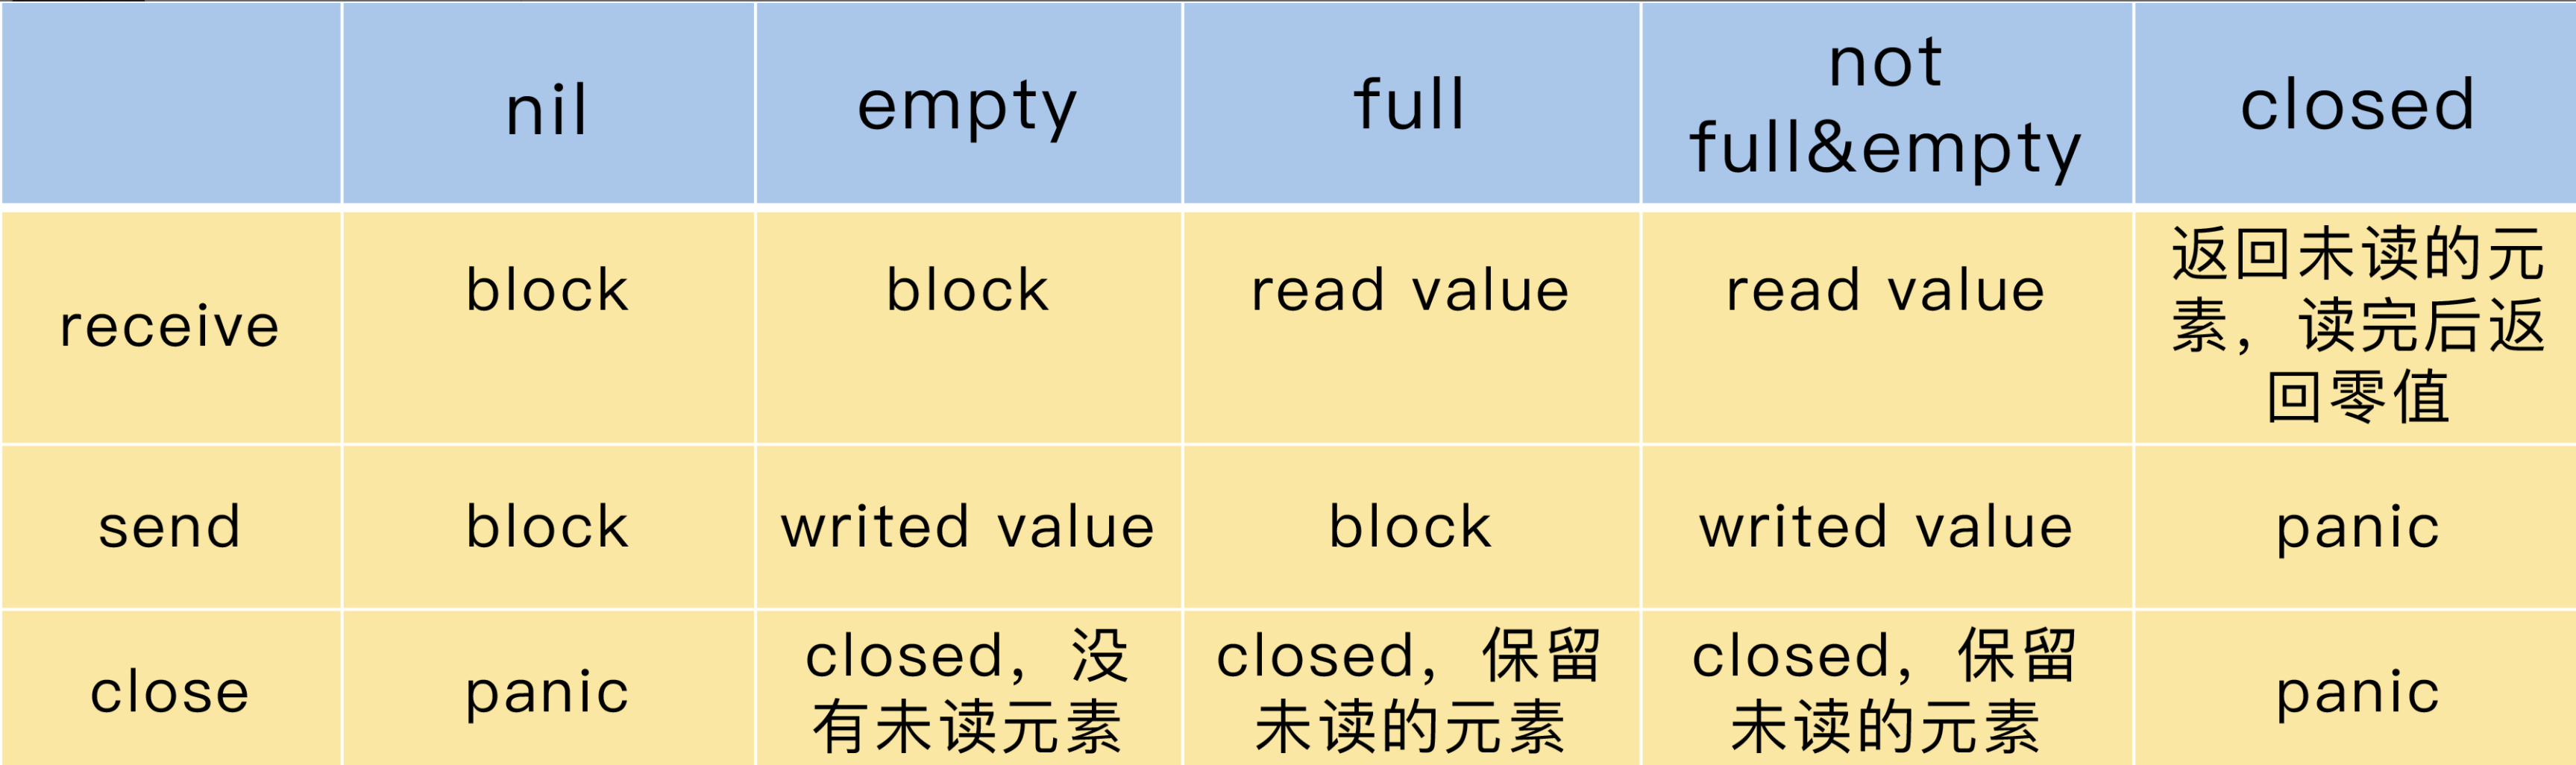 nil
empty
full
not
full&empty
closed
receive
block
block
read value
read value
返回未读的元
素，读完后返
回零值
send
block
writed value
block
writed value
panic
close
panic
closed，没
有未读元素
closed，保留
未读的元素
closed，保留
未读的元素
panic